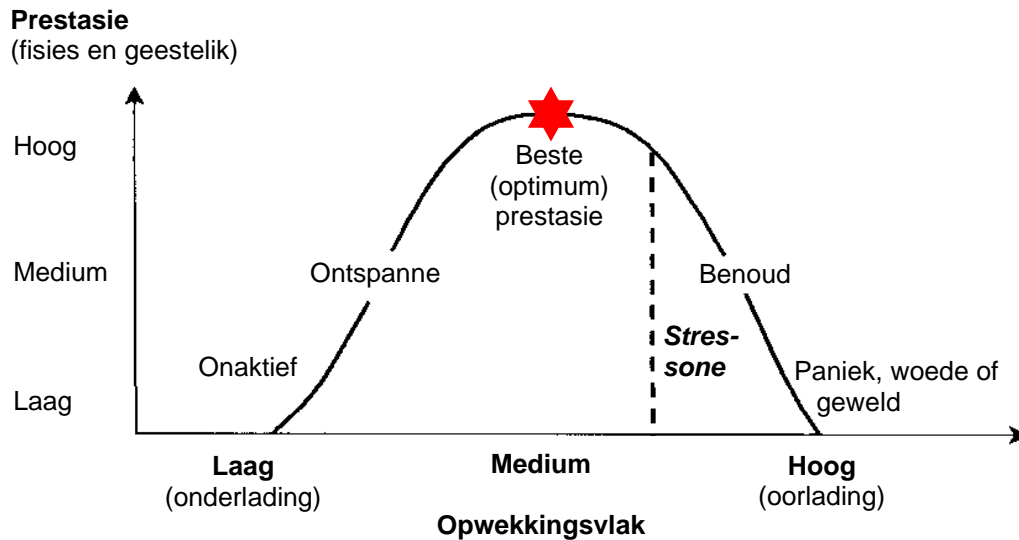 Prestasie
(fisies en geestelik)
Hoog
Beste
(optimum)
prestasie
Medium
Ontspanne
Benoud
Stres-
sone
Onaktief
Paniek, woede of
geweld
Laag
Laag
(onderlading)
Medium
Hoog
(oorlading)
Opwekkingsvlak